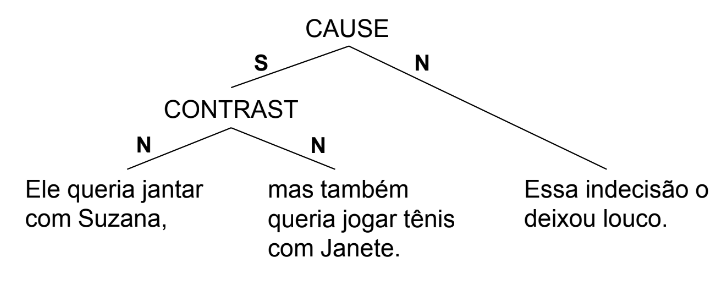 CAUSE
S
N
CONTRAST
N
N
Ele queria jantar
com Suzana,
mas também
queria jogar tênis
com Janete.
Essa indecisão o
deixou louco.